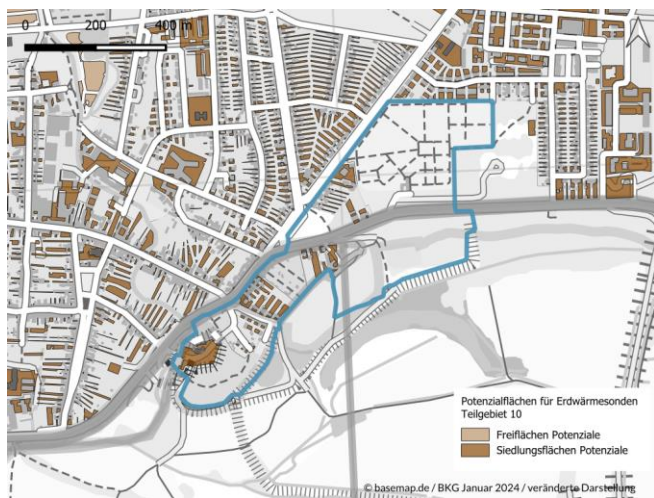 0 200 400 m
Potenzialflächen für Erdwärmesonden
Teilgebiet 10
Freiflächen Potenziale
Siedlungsflächen Potenziale
© basemap.de / BKG Januar 2024 / veränderte Darstellung